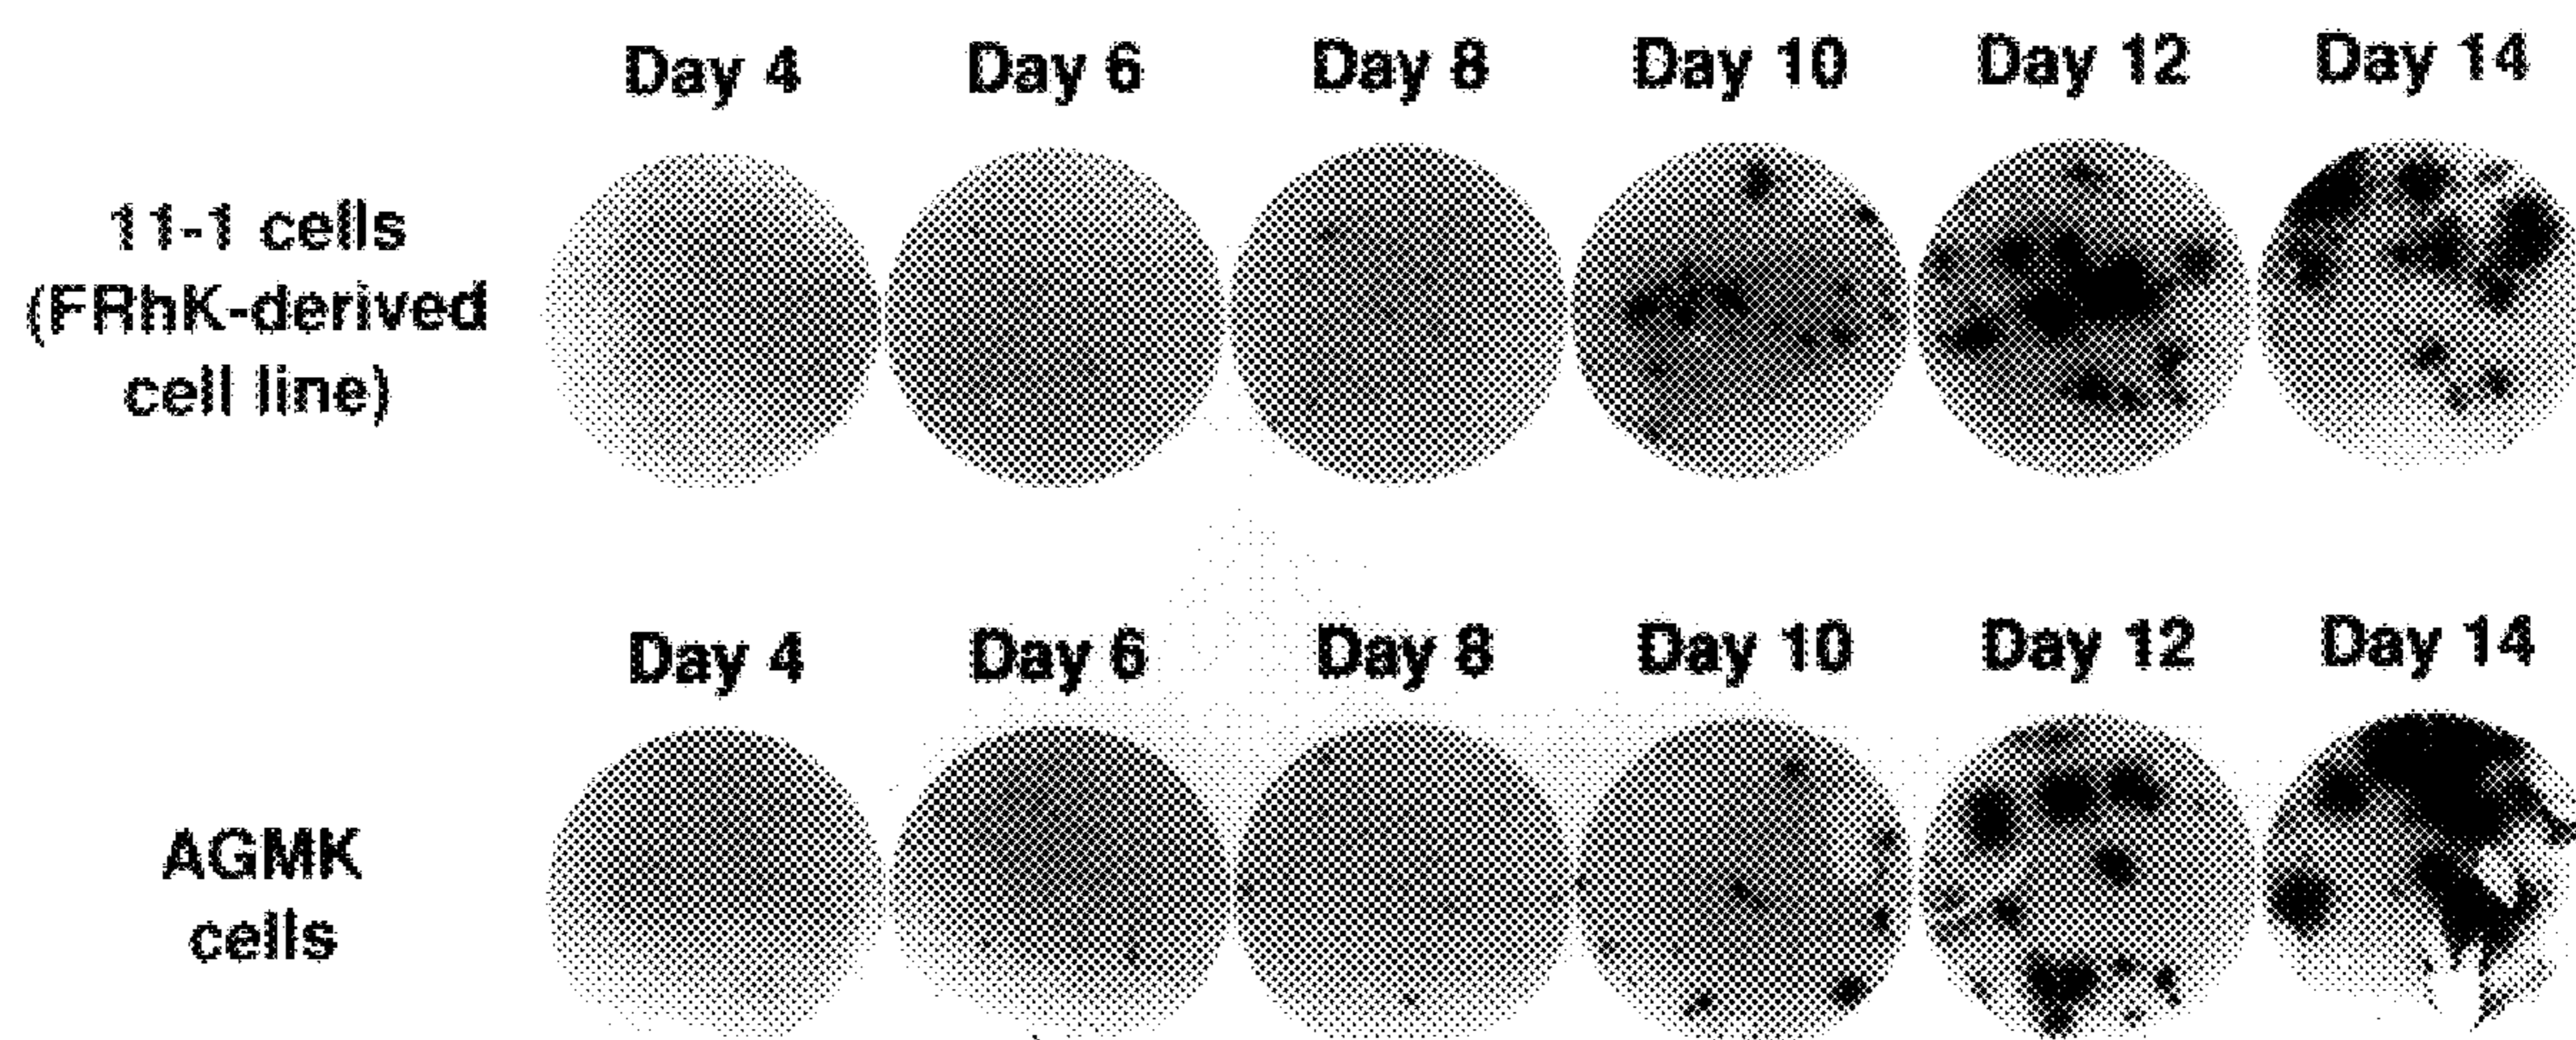 Day 4 Day 6 Day 8 Day 10 Day 12 Day 14
11-1 cells
(FRhK-derived
cell line)
Day 4 Day 6 Day 8 Day 10 Day 12 Day 14
AGMK
cells